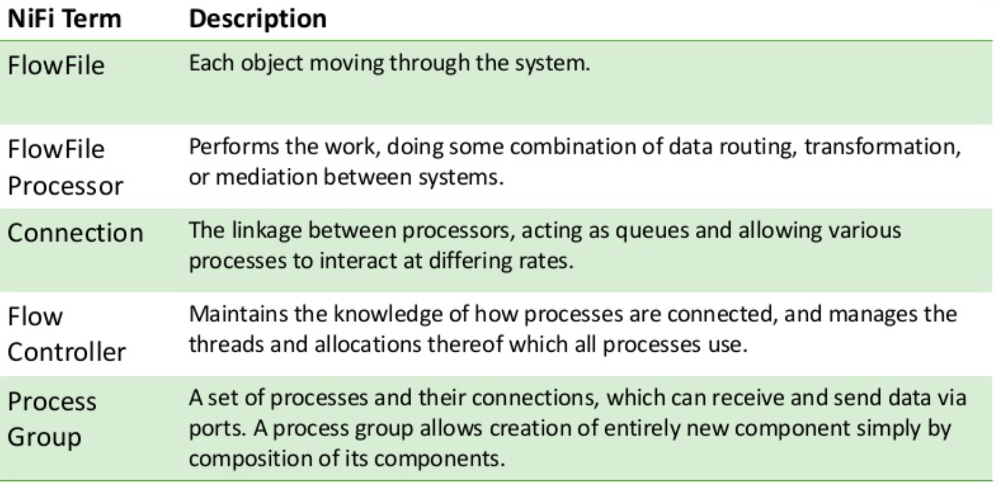 NiFi Term Description
FlowFile Each object moving through the system.
FlowFile Performs the work, doing some combination of data routing, transformation,
Processor or mediation between systems.
Connection The linkage between processors, acting as queues and allowing various
processes to interact at differing rates.
Flow Maintains the knowledge of how processes are connected, and manages the
Controller threads and allocations thereof which all processes use.
Process A set of processes and their connections, which can receive and send data via
Group ports. A process group allows creation of entirely new component simply by
composition of its components.